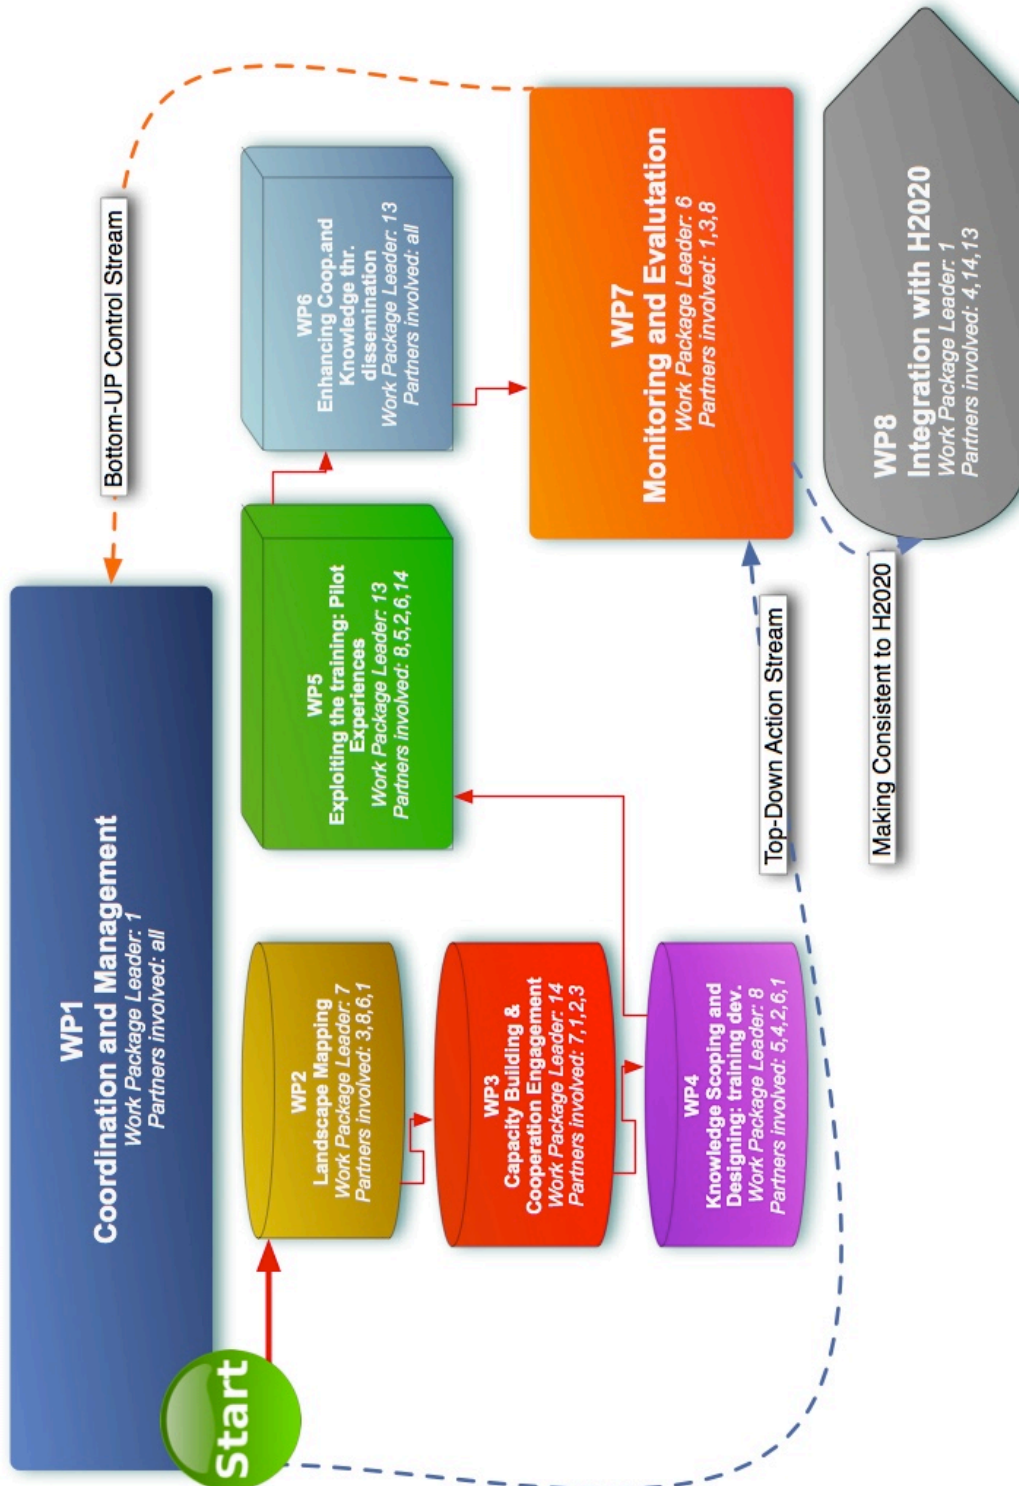 WP1
Coordination and Management
Work Package Leader: 1
Partners involved: all
Start
WP2
Landscape Mapping
Work Package Leader: 7
Partners involved: 3,8,6,1
WP3
Capacity Building &
Cooperation Engagement
Work Package Leader: 14
Partners involved: 7,1,2,3
WP4
Knowledge Scoping and
Designing: training dev.
Work Package Leader: 8
Partners involved: 5,4,2,6,1
WP5
Exploiting the training: Pilot
Experiences
Work Package Leader: 13
Partners involved: 8,5,2,6,14
WP6
Enhancing Coop.and
Knowledge thr.
dissemination
Work Package Leader: 13
Partners involved: all
Bottom-UP Control Stream
WP7
Monitoring and Evalutation
Work Package Leader: 6
Partners involved: 1,3,8
Top-Down Action Stream
Making Consistent to H2020
WP8
Integration with H2020
Work Package Leader: 1
Partners involved: 4,14,13